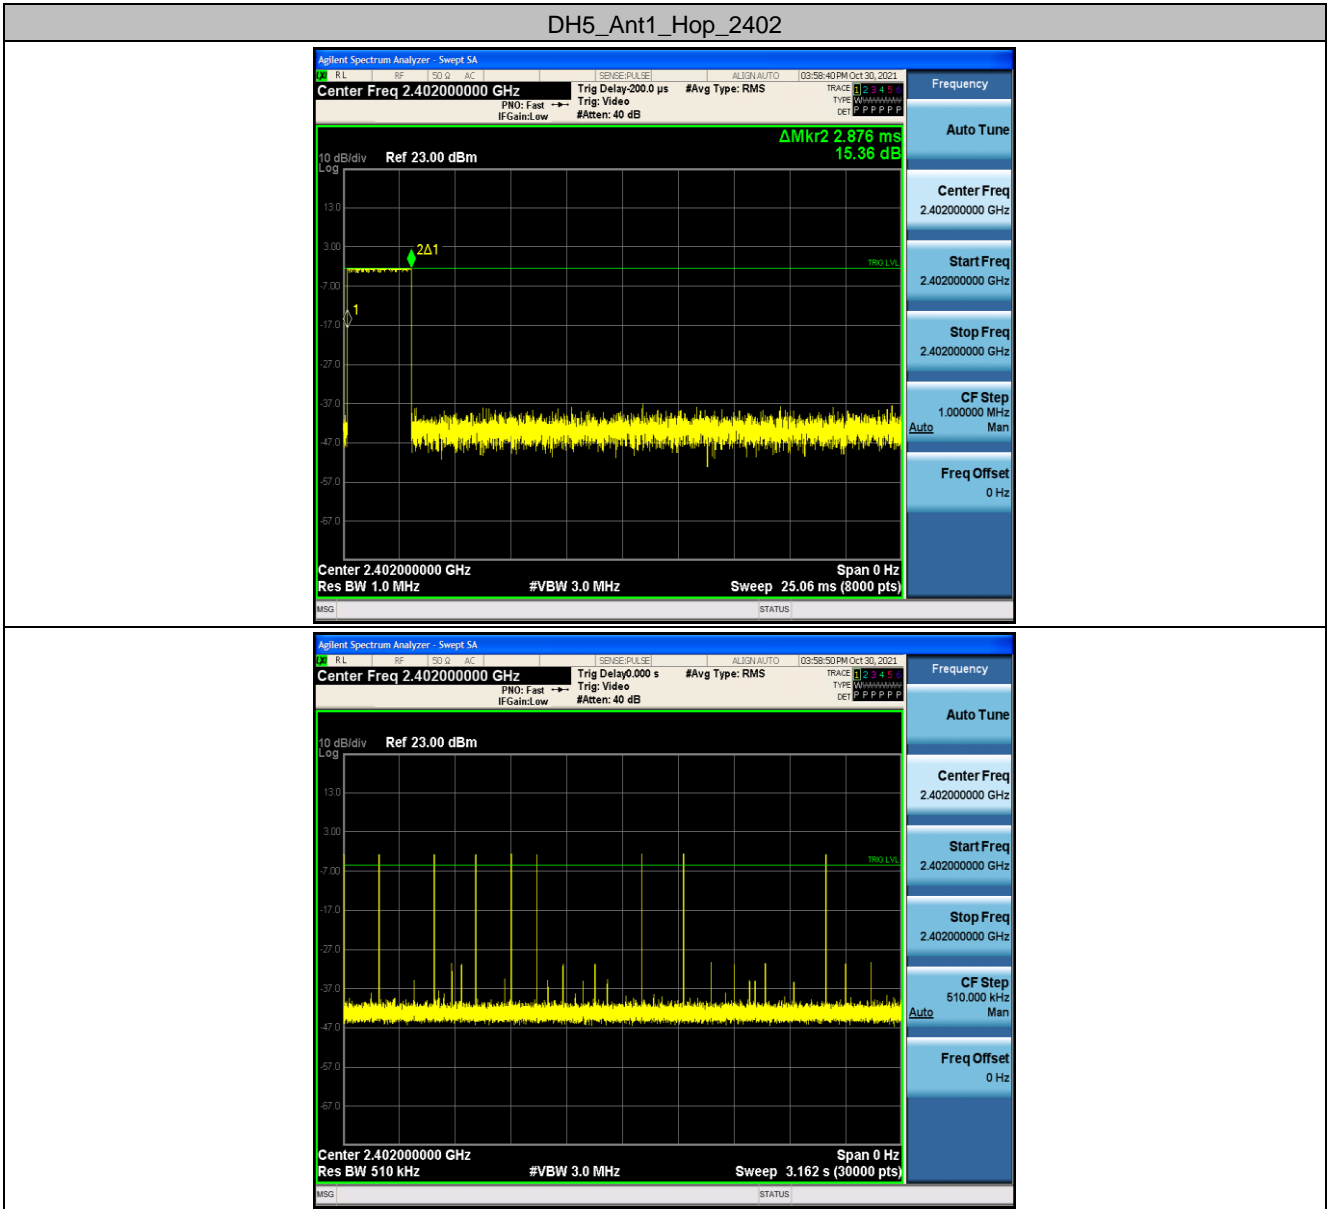 DH5_Ant1_Hop_2402
Agilent Spectrum Analyzer - Swept SA
RL RF 50 Ω AC SENSE:PULSE ALIGN AUTO 03:58:40 PM Oct 30, 2021
Center Freq 2.402000000 GHz
PNO: Fast
IFGain:Low
Trig Delay-200.0 µs
Trig: Video
#Atten: 40 dB
#Avg Type: RMS
TRACE 1 2 3 4 5 6
TYPE
DET P P P P P P
Frequency
Auto Tune
ΔMkr2 2.876 ms
15.36 dB
10 dB/div Ref 23.00 dBm
Log
13.0
3.00
-7.00
-17.0
-27.0
-37.0
-47.0
-57.0
-67.0
2Δ1
1
TRIG LVL
Center Freq
2.402000000 GHz
Start Freq
2.402000000 GHz
Stop Freq
2.402000000 GHz
CF Step
1.000000 MHz
Auto Man
Freq Offset
0 Hz
Center 2.402000000 GHz Span 0 Hz
Res BW 1.0 MHz #VBW 3.0 MHz Sweep 25.06 ms (8000 pts)
MSG STATUS
Agilent Spectrum Analyzer - Swept SA
RL RF 50 Ω AC SENSE:PULSE ALIGN AUTO 03:58:50 PM Oct 30, 2021
Center Freq 2.402000000 GHz
PNO: Fast
IFGain:Low
Trig Delay0.000 s
Trig: Video
#Atten: 40 dB
#Avg Type: RMS
TRACE 1 2 3 4 5 6
TYPE
DET P P P P P P
Frequency
Auto Tune
10 dB/div Ref 23.00 dBm
Log
13.0
3.00
-7.00
-17.0
-27.0
-37.0
-47.0
-57.0
-67.0
TRIG LVL
Center Freq
2.402000000 GHz
Start Freq
2.402000000 GHz
Stop Freq
2.402000000 GHz
CF Step
510.000 kHz
Auto Man
Freq Offset
0 Hz
Center 2.402000000 GHz Span 0 Hz
Res BW 510 kHz #VBW 3.0 MHz Sweep 3.162 s (30000 pts)
MSG STATUS